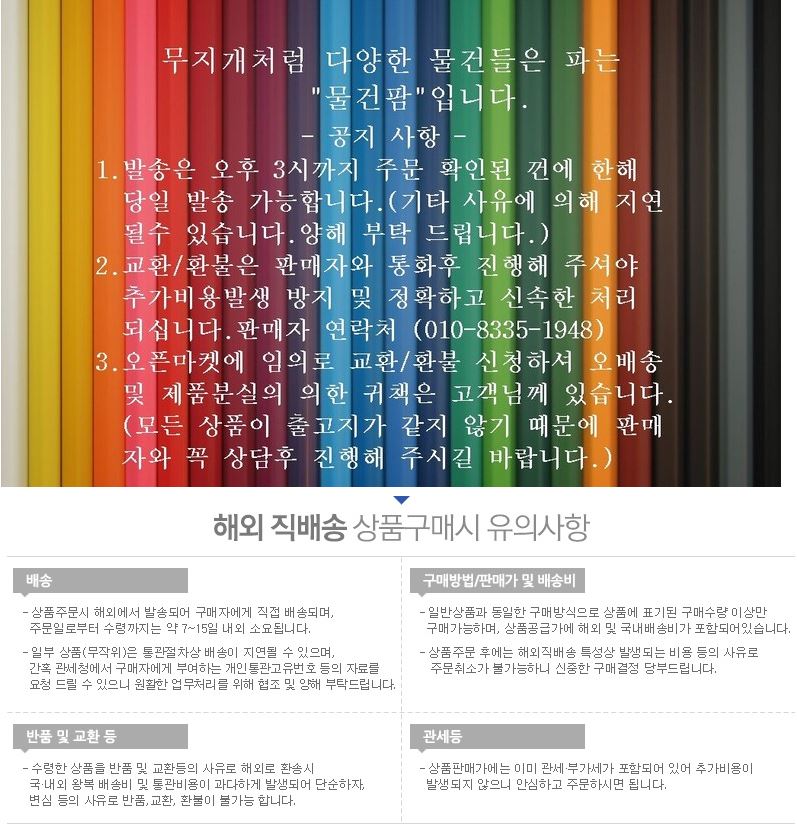 무지개처럼 다양한 물건들은 파는
"물건팜"입니다.
- 공지 사항 -
1.발송은 오후 3시까지 주문 확인된 껀에 한해
당일 발송 가능합니다.(기타 사유에 의해 지연
될수 있습니다.양해 부탁 드립니다.)
2.교환/환불은 판매자와 통화후 진행해 주셔야
추가비용발생 방지 및 정확하고 신속한 처리
되십니다.판매자 연락처 (010-8335-1948)
3.오픈마켓에 임의로 교환/환불 신청하셔 오배송
및 제품분실의 의한 귀책은 고객님께 있습니다.
(모든 상품이 출고지가 같지 않기 때문에 판매
자와 꼭 상담후 진행해 주시길 바랍니다.)
해외 직배송 상품구매시 유의사항
배송
- 상품주문시 해외에서 발송되어 구매자에게 직접 배송되며,
주문일로부터 수령까지는 약 7~15일 내외 소요됩니다.
- 일부 상품(무작위)은 통관절차상 배송이 지연될 수 있으며,
간혹 관세청에서 구매자에게 부여하는 개인통관고유번호 등의 자료를
요청 드릴 수 있으니 원활한 업무처리를 위해 협조 및 양해 부탁드립니다.
구매방법/판매가 및 배송비
- 일반상품과 동일한 구매방식으로 상품에 표기된 구매수량 이상만
구매가능하며, 상품공급가에 해외 및 국내배송비가 포함되어있습니다.
- 상품주문 후에는 해외직배송 특성상 발생되는 비용 등의 사유로
주문취소가 불가능하니 신중한 구매결정 당부드립니다.
반품 및 교환 등
- 수령한 상품을 반품 및 교환등의 사유로 해외로 환송시
국·내외 왕복 배송비 및 통관비용이 과다하게 발생되어 단순하자,
변심 등의 사유로 반품,교환, 환불이 불가능 합니다.
관세등
- 상품판매가에는 이미 관세·부가세가 포함되어 있어 추가비용이
발생되지 않으니 안심하고 주문하시면 됩니다.